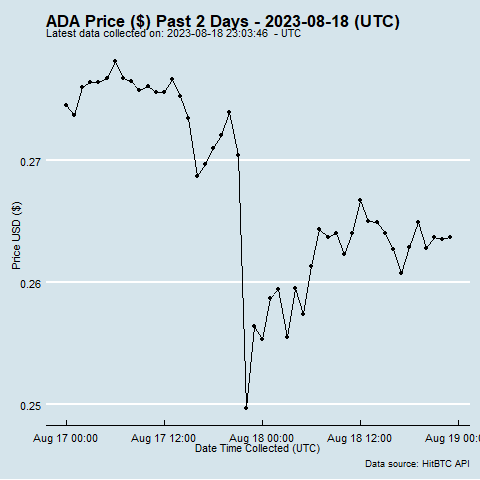 ADA Price ($) Past 2 Days - 2023-08-18 (UTC)
Latest data collected on: 2023-08-18 23:03:46 - UTC
0.27
0.26
0.25
Price USD ($)
Aug 17 00:00 Aug 17 12:00 Aug 18 00:00 Aug 18 12:00 Aug 19 00:0
Date Time Collected (UTC)
Data source: HitBTC API